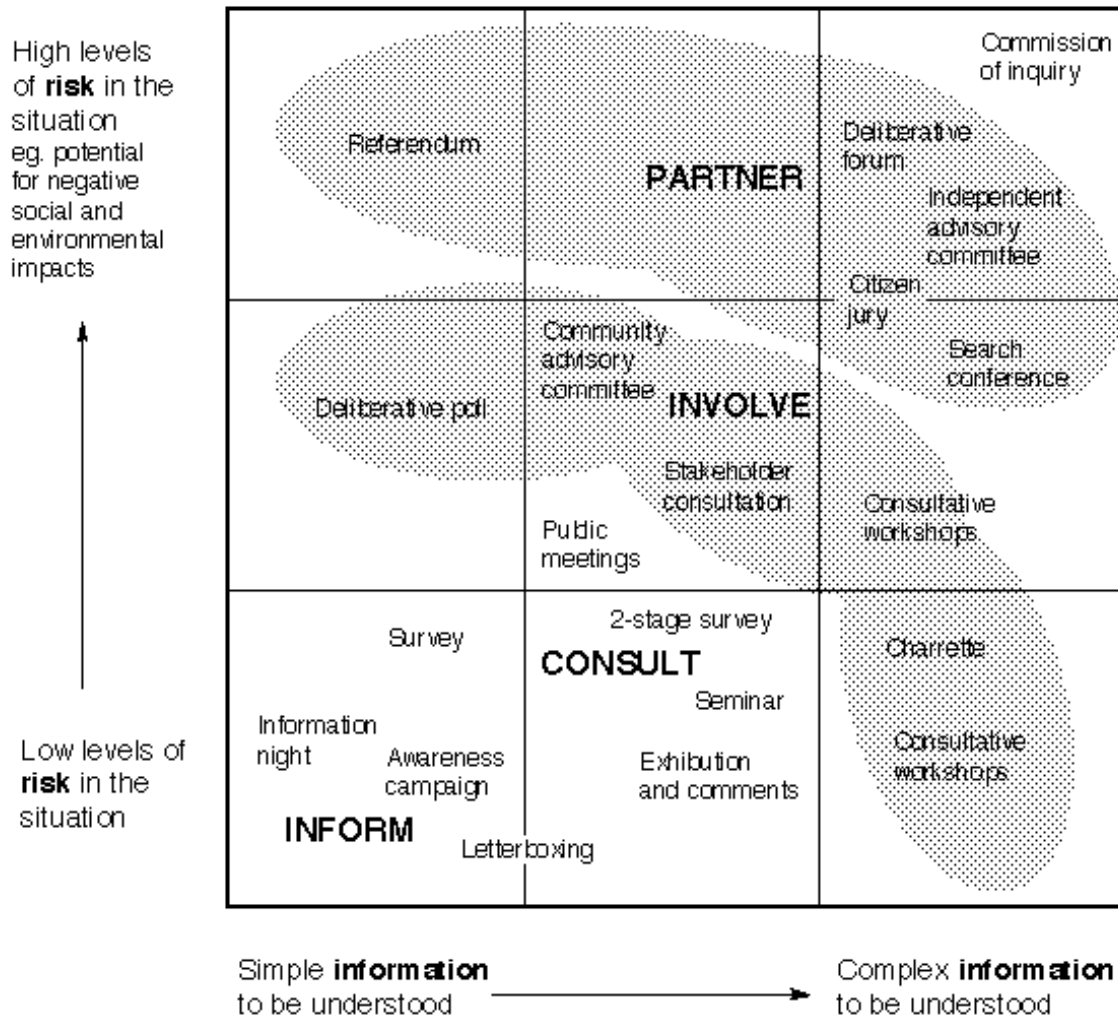 High levels
of risk in the
situation
eg. potential
for negative
social and
environmental
impacts
Low levels of
risk in the
situation
Commission
of inquiry
Referendum
PARTNER
Deliberative
forum
Independent
advisory
committee
Citizen
jury
Search
conference
Community
advisory
committee
Deliberative poll
INVOLVE
Stakeholder
consultation
Public
meetings
Consultative
workshops
Survey
2-stage survey
CONSULT
Seminar
Charrette
Information
night
Awareness
campaign
Exhibution
and comments
Consultative
workshops
INFORM
Letterboxing
Simple information
to be understood
Complex information
to be understood